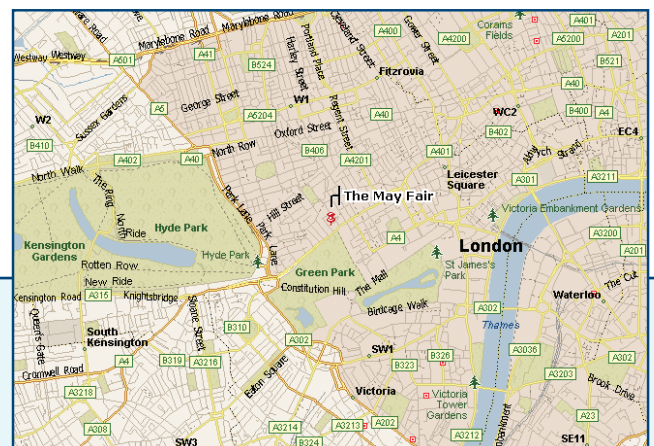 Marylebone Road
Cleveland Street
Gower Street
Corams
Fields
A401
A5201
A201
A400
A4200
Portland Place
Harley Street
Marylebone Road
A41
Westway
Westway
A501
B524
Fitzrovia
B521
A40
George Street
W1
A5
A5204
Regent Street
A40
WC2
B400
A4
W2
Sussex Gardens
Oxford Street
B402
EC4
B410
North Row
B406
A402
A40
A4201
A401
Strand
North Walk
Leicester
Square
A301
A3211
The Ring
North
Ride
Park Lane
Hill Street
The May Fair
Victoria Embankment Gardens
Hyde Park
Park
Lane
A4
A3200
Kensington
Gardens
Hyde Park
London
A201
Rotten Row
Green Park
The Mall
St James's
Park
New Ride
Constitution Hill
The Cut
Kensington Road
A315
Knightsbridge
Birdcage Walk
Waterloo
A302
Queen's Gate
Sloane Street
B310
Thames
South
Kensington
A302
SW1
B326
A3036
A302
A4
B319
A3216
B323
A3203
Cromwell Road
Eaton Square
Victoria
Victoria
Tower
Gardens
Brook Drive
A3218
A308
A3214
A3213
A202
A3212
A23
SW3
B324
SE11